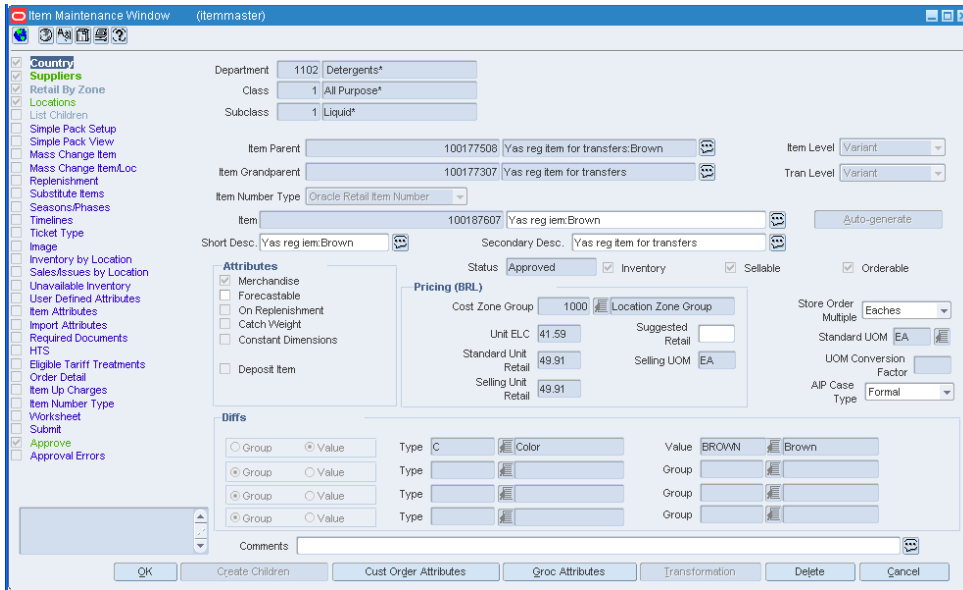 Item Maintenance Window (itemmaster)
Country
Suppliers
Retail By Zone
Locations
List Children
Simple Pack Setup
Simple Pack View
Mass Change Item
Mass Change Item/Loc
Replenishment
Substitute Items
Seasons/Phases
Timelines
Ticket Type
Image
Inventory by Location
Sales/Issues by Location
Unavailable Inventory
User Defined Attributes
Item Attributes
Import Attributes
Required Documents
HTS
Eligible Tariff Treatments
Order Detail
Item Up Charges
Item Number Type
Worksheet
Submit
Approve
Approval Errors
Department 1102 Detergents*
Class 1 All Purpose*
Subclass 1 Liquid*
Item Parent 100177508 Yas reg item for transfers:Brown Item Level Variant
Item Grandparent 100177307 Yas reg item for transfers Tran Level Variant
Item Number Type Oracle Retail Item Number
Item 100187607 Yas reg iem:Brown Auto-generate
Short Desc. Yas reg iem:Brown Secondary Desc. Yas reg item for transfers
Status Approved Inventory Sellable Orderable
Attributes
Merchandise
Forecastable
On Replenishment
Catch Weight
Constant Dimensions
Deposit Item
Pricing (BRL)
Cost Zone Group 1000 Location Zone Group
Unit ELC 41.59 Suggested Retail
Standard Unit Retail 49.91 Selling UOM EA
Selling Unit Retail 49.91
Store Order Multiple Eaches
Standard UOM EA
UOM Conversion Factor
AIP Case Type Formal
Diffs
Group Value Type C Color Value BROWN Brown
Group Value Type Group
Group Value Type Group
Group Value Type Group
Comments
OK Create Children Cust Order Attributes Groc Attributes Transformation Delete Cancel